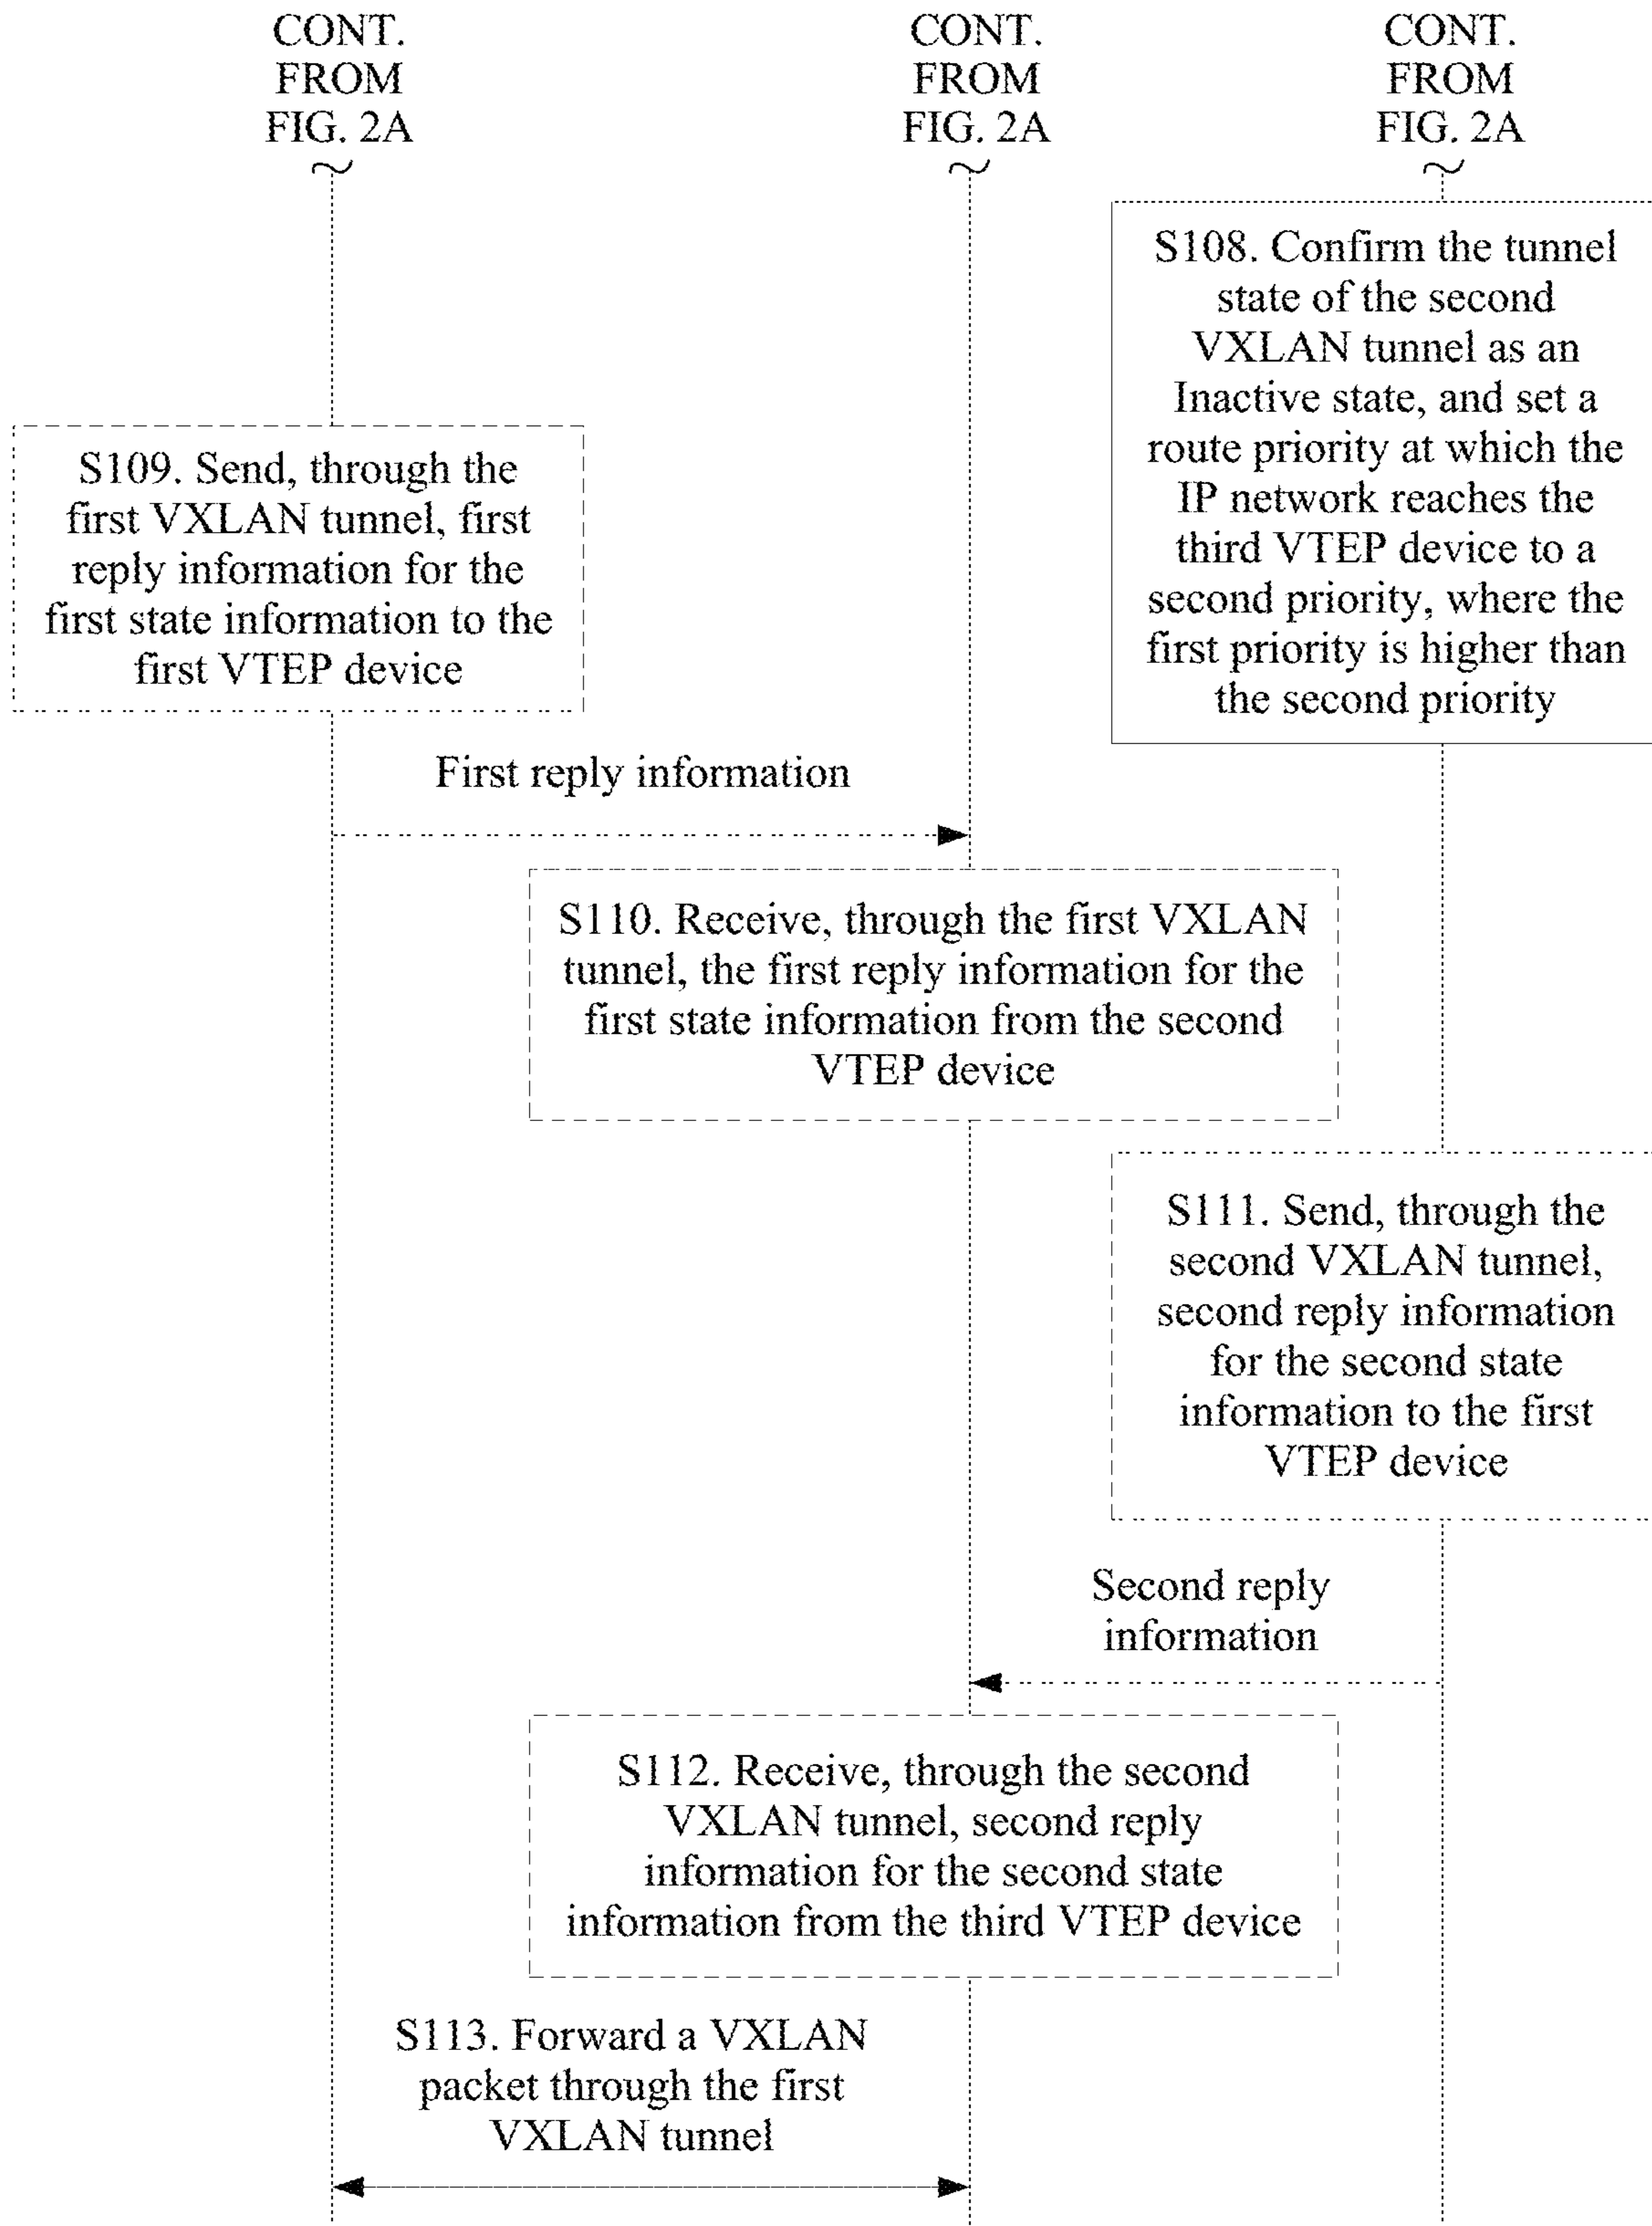 CONT.
FROM
FIG. 2A
CONT.
FROM
FIG. 2A
CONT.
FROM
FIG. 2A
S108. Confirm the tunnel
state of the second
VXLAN tunnel as an
Inactive state, and set a
route priority at which the
IP network reaches the
third VTEP device to a
second priority, where the
first priority is higher than
the second priority
S109. Send, through the
first VXLAN tunnel, first
reply information for the
first state information to the
first VTEP device
First reply information
S110. Receive, through the first VXLAN
tunnel, the first reply information for the
first state information from the second
VTEP device
S111. Send, through the
second VXLAN tunnel,
second reply information
for the second state
information to the first
VTEP device
Second reply
information
S112. Receive, through the second
VXLAN tunnel, second reply
information for the second state
information from the third VTEP device
S113. Forward a VXLAN
packet through the first
VXLAN tunnel